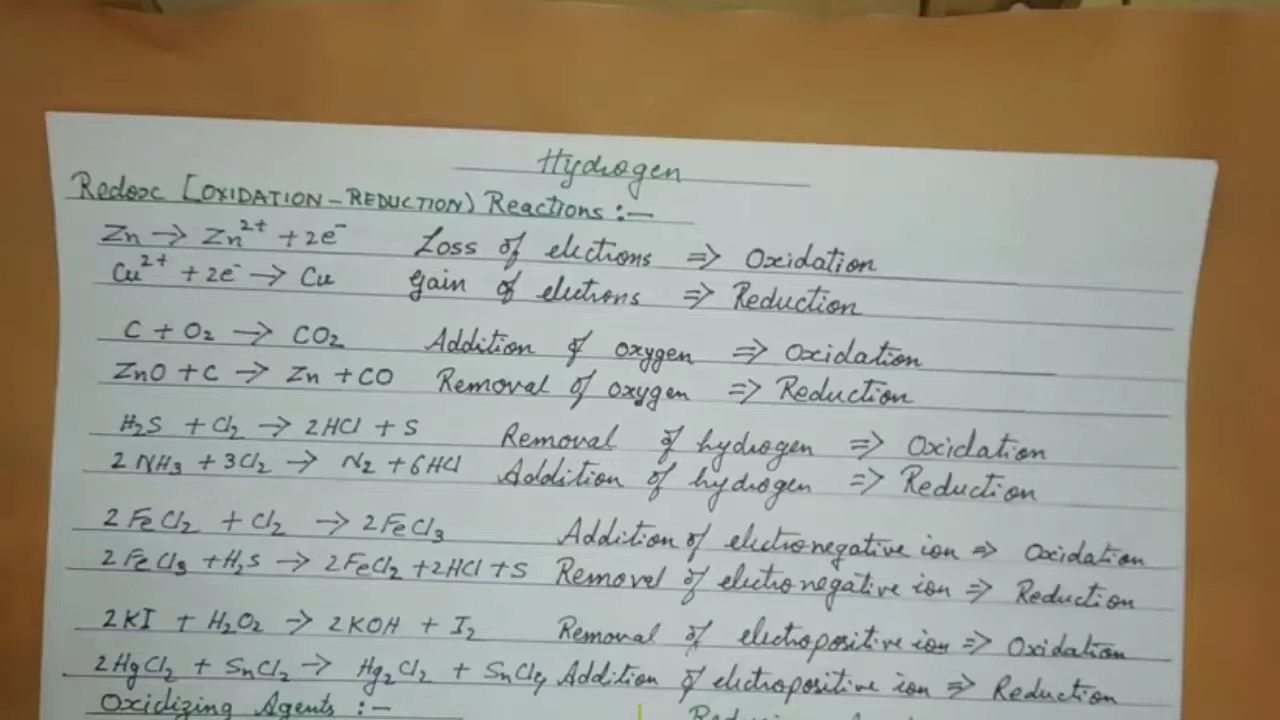 Hydrogen
Redox [OXIDATION-REDUCTION) Reactions :-
Zn → Zn²⁺ + 2e⁻ Loss of electrons ⇒ Oxidation
Cu²⁺ + 2e⁻ → Cu Gain of electrons ⇒ Reduction
C + O₂ → CO₂ Addition of oxygen ⇒ Oxidation
ZnO + C → Zn + CO Removal of oxygen ⇒ Reduction
H₂S + Cl₂ → 2HCl + S Removal of hydrogen ⇒ Oxidation
2NH₃ + 3Cl₂ → N₂ + 6HCl Addition of hydrogen ⇒ Reduction
2FeCl₂ + Cl₂ → 2FeCl₃ Addition of electronegative ion ⇒ Oxidation
2FeCl₃ + H₂S → 2FeCl₂ + 2HCl + S Removal of electronegative ion ⇒ Reduction
2KI + H₂O₂ → 2KOH + I₂ Removal of electropositive ion ⇒ Oxidation
2HgCl₂ + SnCl₂ → Hg₂Cl₂ + SnCl₄ Addition of electropositive ion ⇒ Reduction
Oxidizing Agents :-